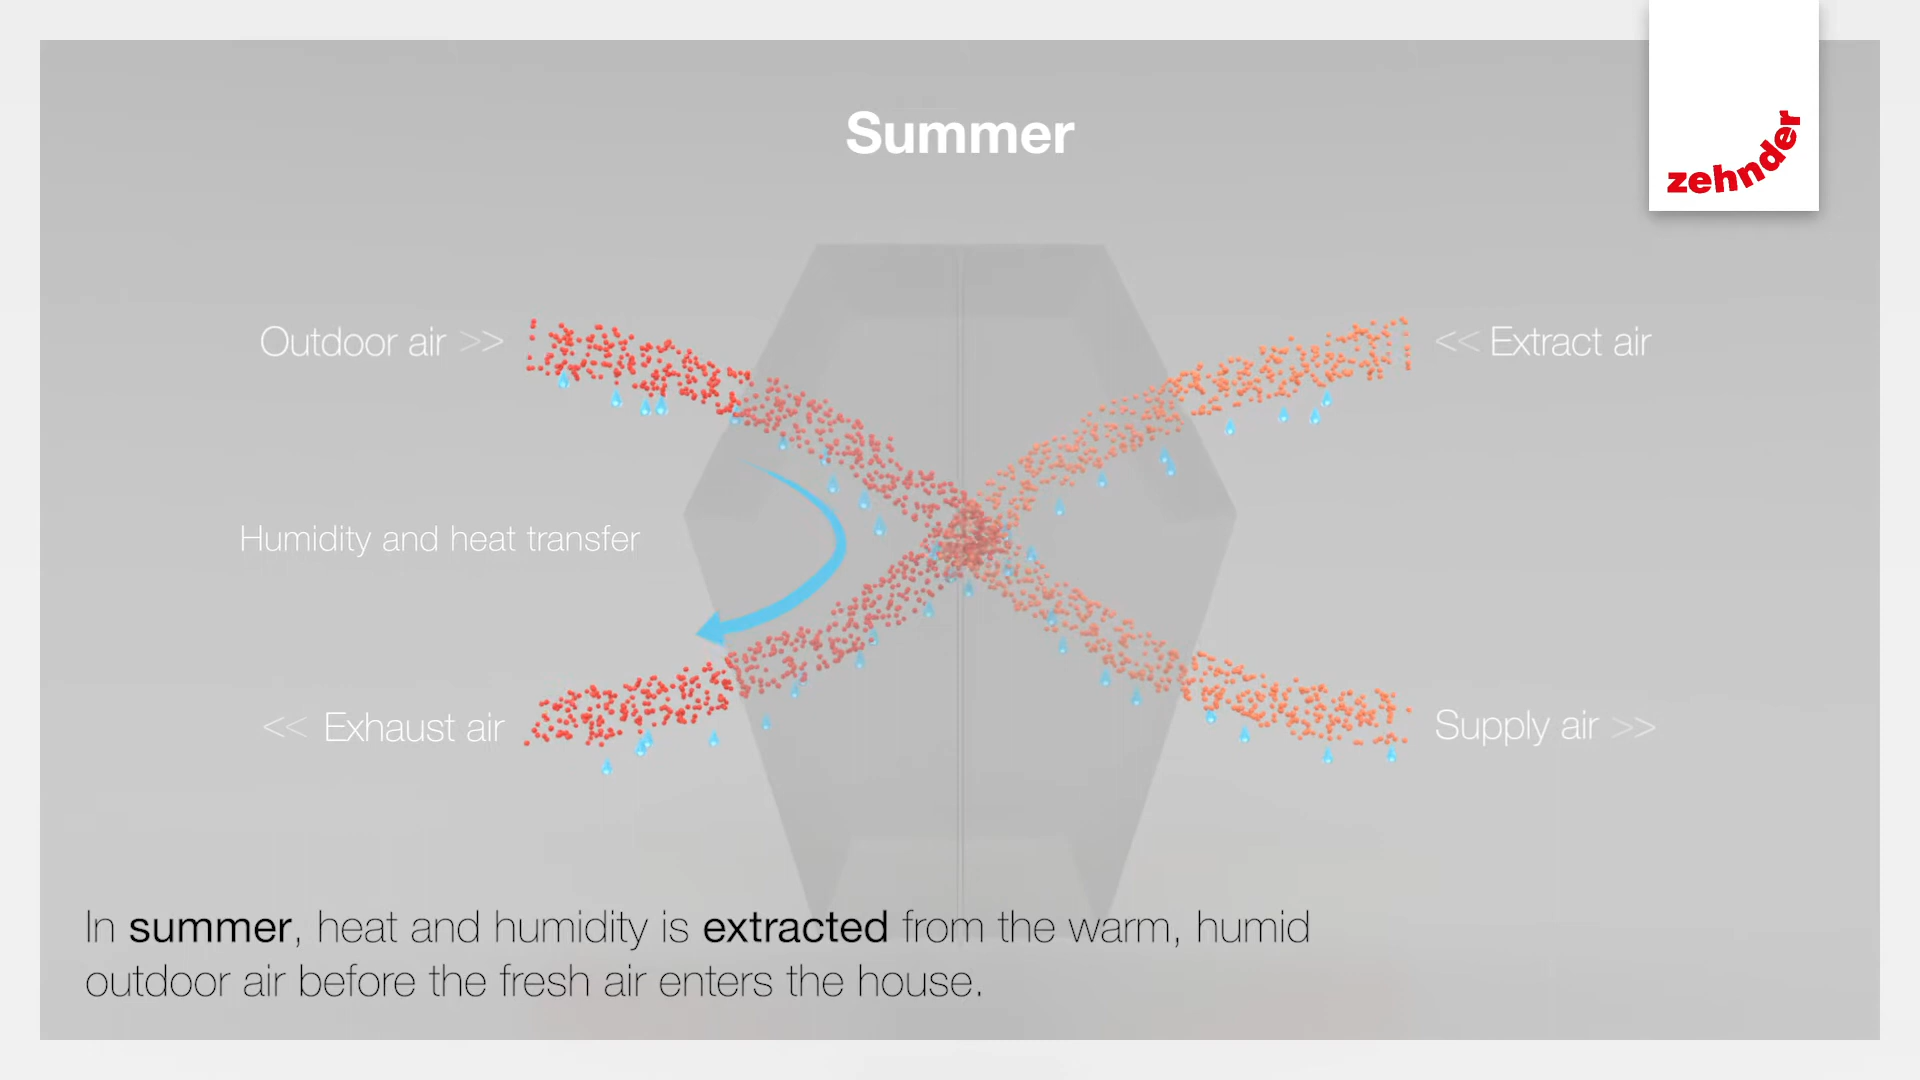 Summer
zehnder
Outdoor air >>
<< Extract air
Humidity and heat transfer
<< Exhaust air
Supply air >>
In summer, heat and humidity is extracted from the warm, humid
outdoor air before the fresh air enters the house.